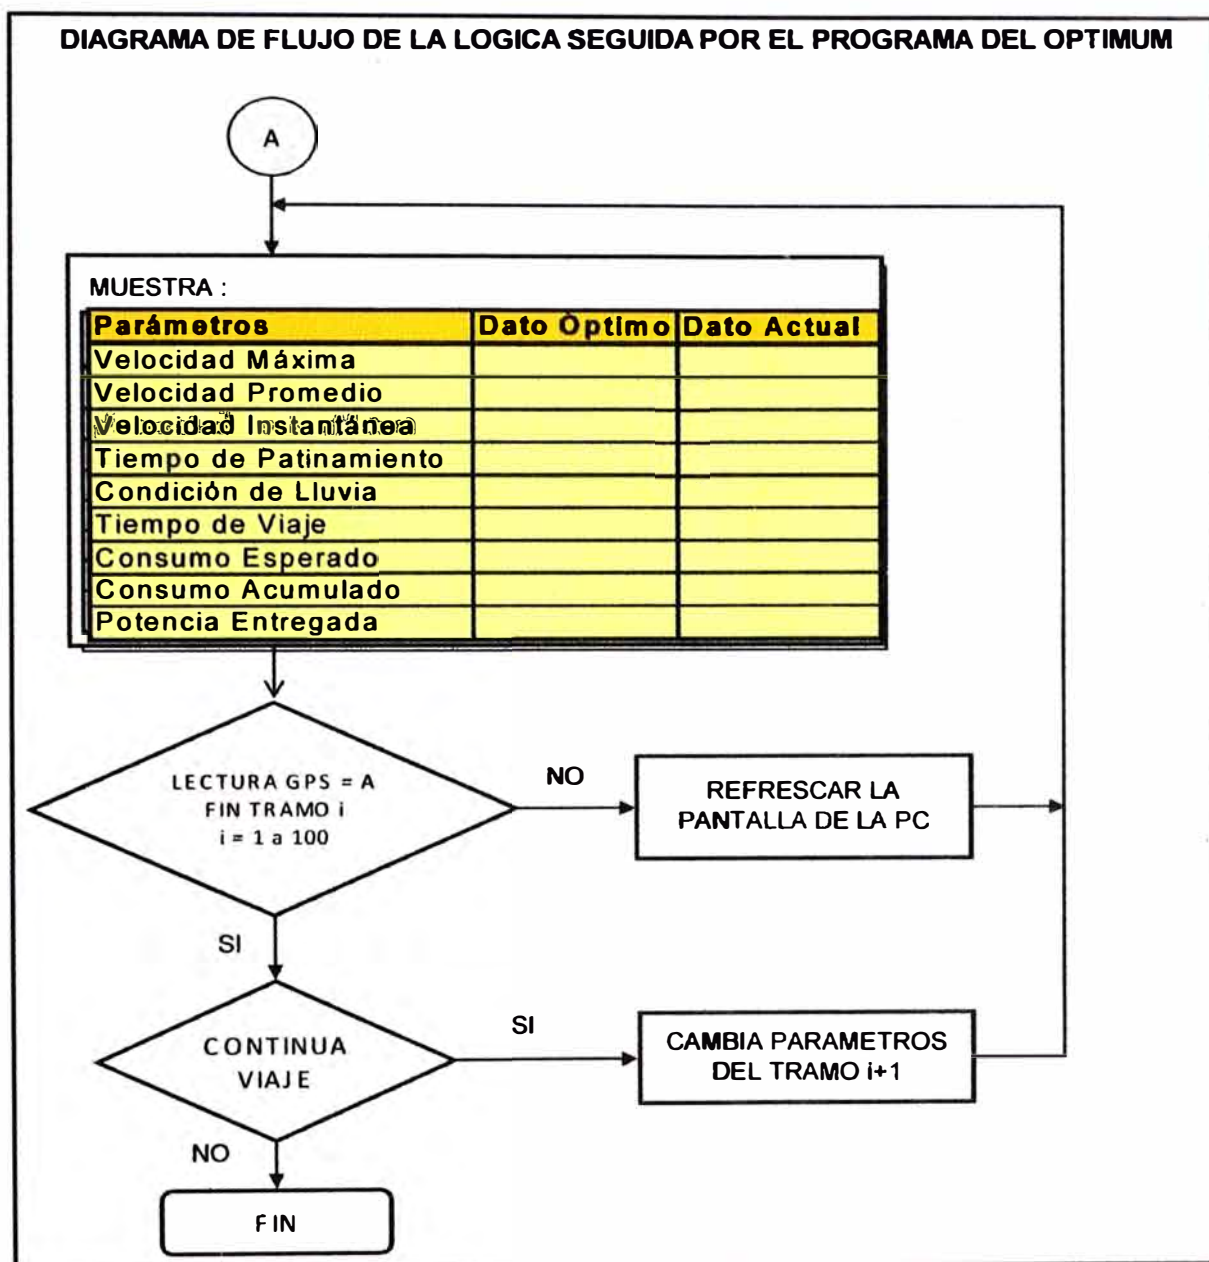 DIAGRAMA DE FLUJO DE LA LOGICA SEGUIDA POR EL PROGRAMA DEL OPTIMUM
A
MUESTRA :
Parámetros Dato Óptimo Dato Actual
Velocidad Máxima
Velocidad Promedio
Velocidad Instantánea
Tiempo de Patinamiento
Condición de Lluvia
Tiempo de Viaje
Consumo Esperado
Consumo Acumulado
Potencia Entregada
LECTURA GPS = A
FIN TRAMO i
i = 1 a 100
NO
REFRESCAR LA
PANTALLA DE LA PC
SI
CONTINUA
VIAJE
SI
CAMBIA PARAMETROS
DEL TRAMO i+1
NO
FIN